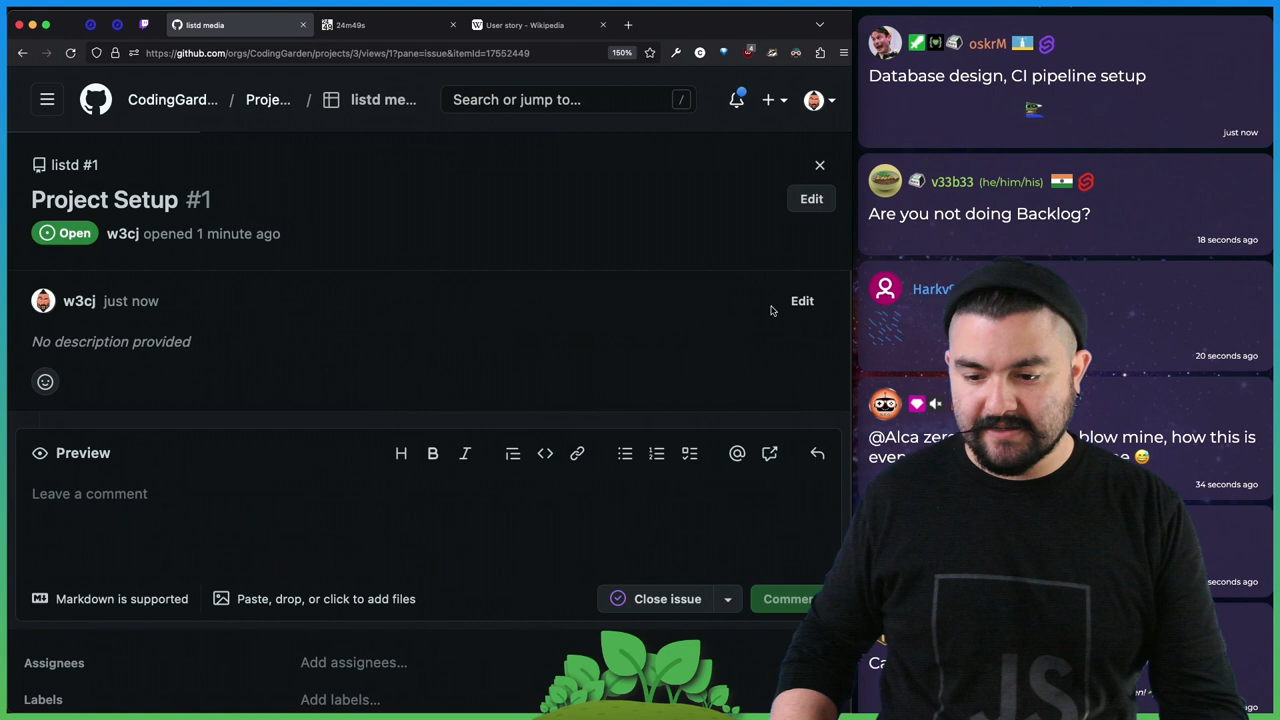 listd media
24m49s
User story - Wikipedia
https://github.com/orgs/CodingGarden/projects/3/views/1?pane=issue&itemId=17552449
150%
4
CodingGard... / Proje... / listd me...
Search or jump to...
/
listd #1
Project Setup #1
Edit
Open
w3cj opened 1 minute ago
w3cj just now
Edit
No description provided
Preview
Leave a comment
Markdown is supported
Paste, drop, or click to add files
Close issue
Assignees
Add assignees...
Labels
Add labels...
oskrM
Database design, CI pipeline setup
just now
v33b33 (he/him/his)
Are you not doing Backlog?
18 seconds ago
20 seconds ago
blow mine, how this is
34 seconds ago
seconds ago
JS